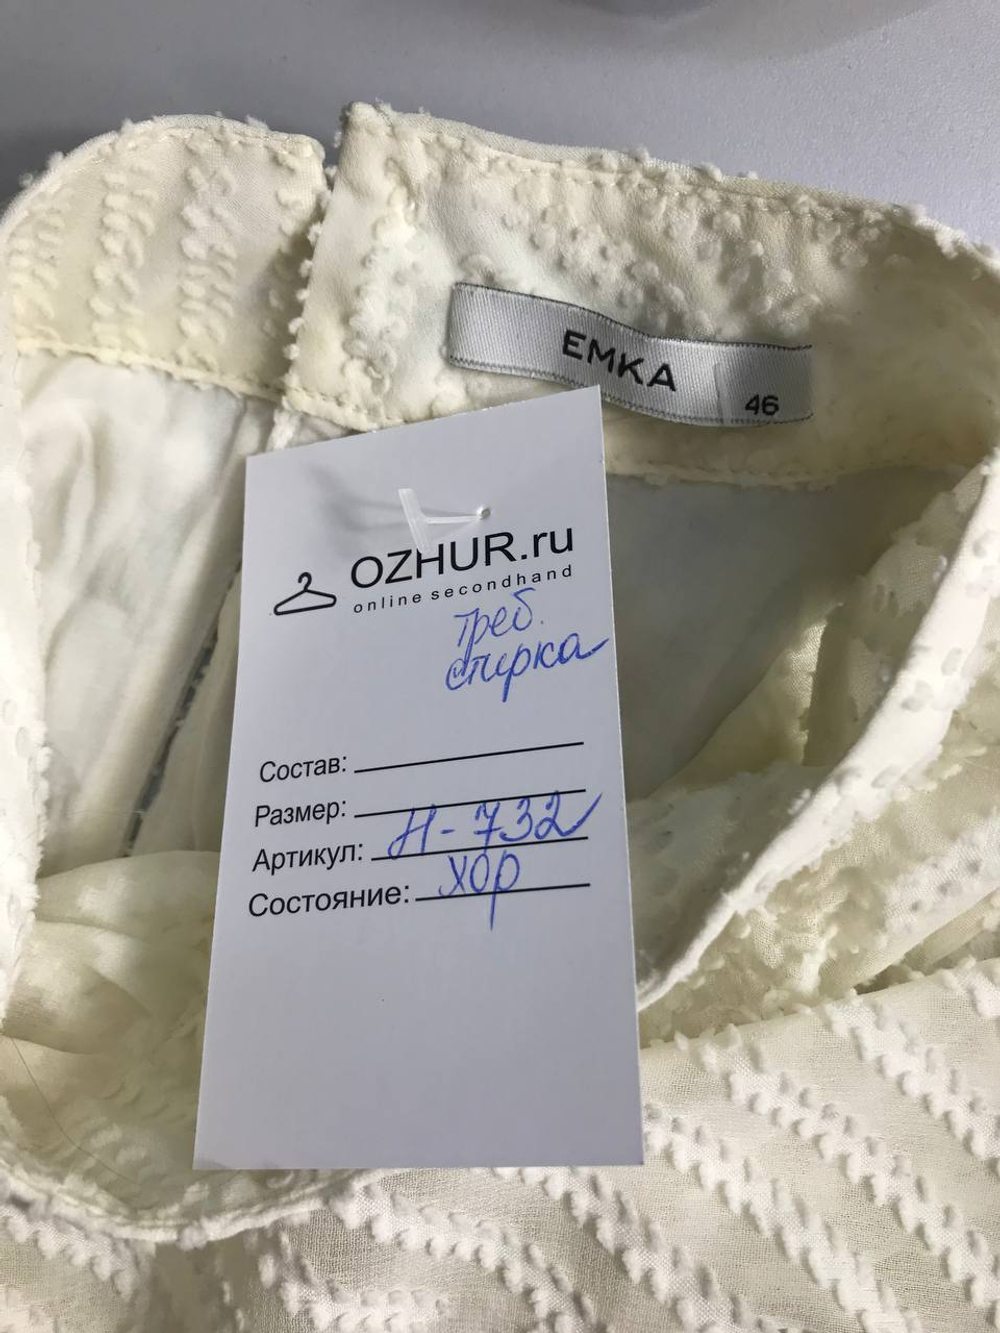 EMKA
46
OZHUR.ru
online secondhand
треб.
стирка
Состав:
Размер:
Артикул: Н-732
Состояние: хор